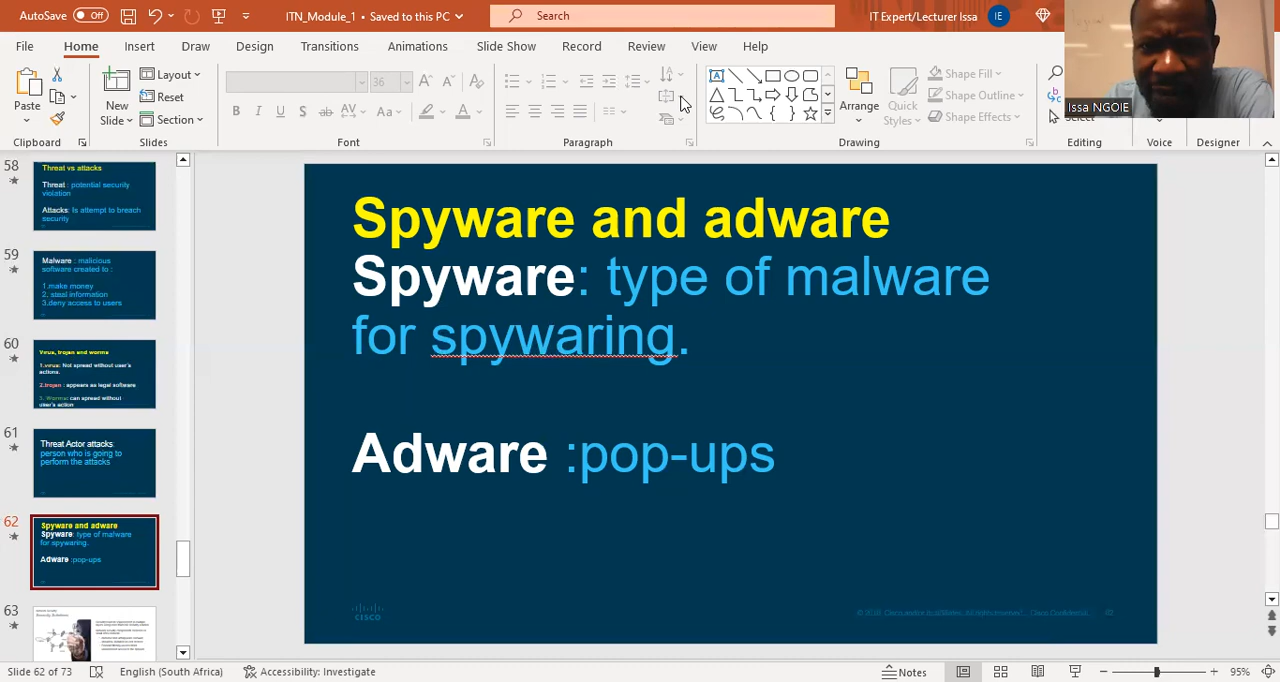 AutoSave Off ITN_Module_1 • Saved to this PC Search IT Expert/Lecturer Issa IE
File Home Insert Draw Design Transitions Animations Slide Show Record Review View Help
Issa NGOIE
Paste New Slide Layout Reset Section 36 Arrange Quick Styles Shape Fill Shape Outline Shape Effects Select
Clipboard Slides Font Paragraph Drawing Editing Voice Designer
58
Threat vs attacks
Threat : potential security
violation
Attacks: Is attempt to breach
security
59
Malware : malicious
software created to :
1.make money
2. steal information
3.deny access to users
60
Virus, trojan and worms
1.virus: Not spread without user's
actions.
2.trojan : appears as legal software
3. Worms: can spread without
user's action
61
Threat Actor attacks:
person who is going to
perform the attacks
62
Spyware and adware
Spyware: type of malware
for spywaring.
Adware :pop-ups
63
Spyware and adware
Spyware: type of malware
for spywaring.
Adware :pop-ups
CISCO
Slide 62 of 73 English (South Africa) Accessibility: Investigate Notes 95%